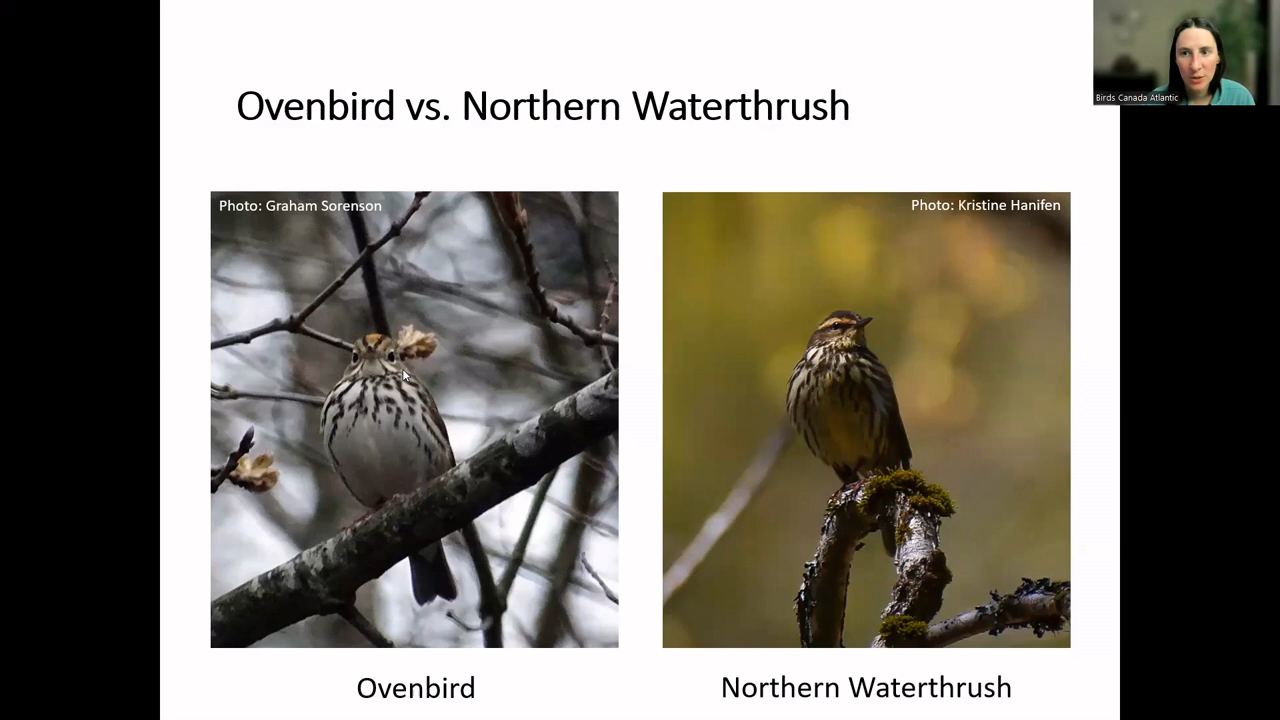 Birds Canada Atlantic
Ovenbird vs. Northern Waterthrush
Photo: Graham Sorenson
Photo: Kristine Hanifen
Ovenbird
Northern Waterthrush